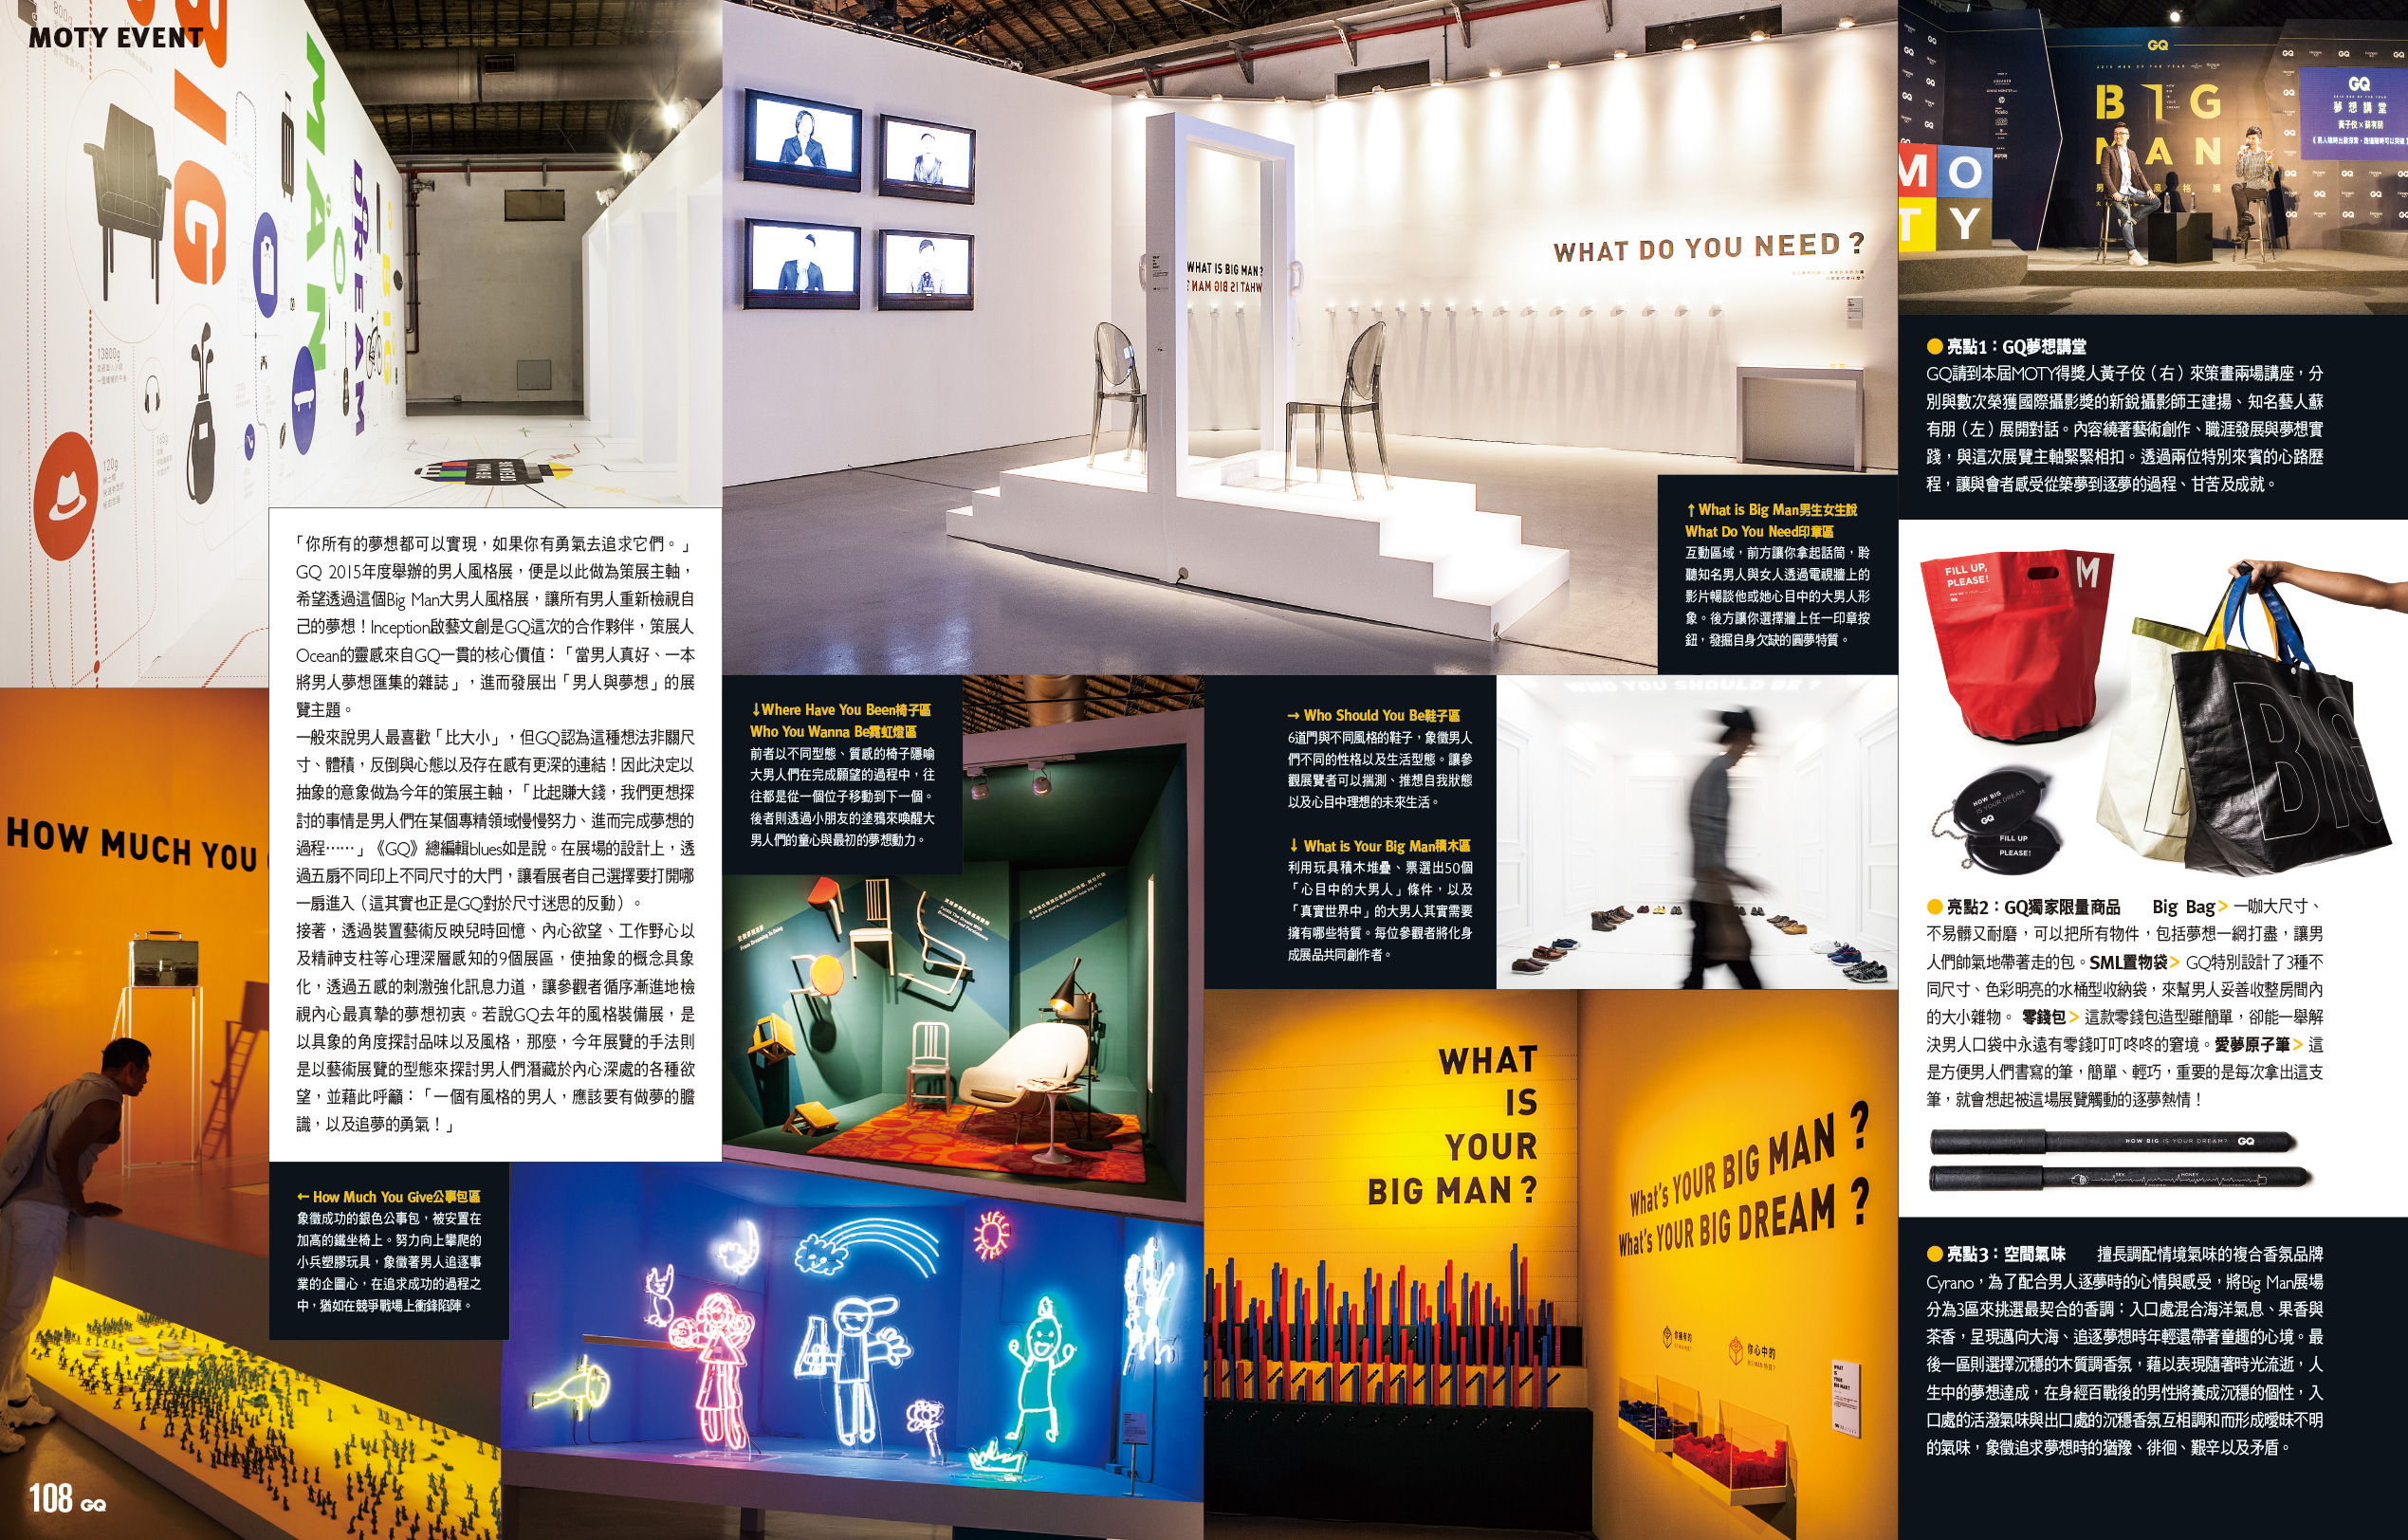 MOTY EVENT
BIG
MAN
DREAM
BIG
13800g
120g
165g
BIG MAN
WHAT IS BIG MAN?
WHAT DO YOU NEED ?
GQ
BIG
MAN
MOTY
GQ
夢想講堂
黃子佼×蘇有朋
「你所有的夢想都可以實現，如果你有勇氣去追求它們。」
GQ 2015年度舉辦的男人風格展，便是以此做為策展主軸，
希望透過這個Big Man大男人風格展，讓所有男人重新檢視自
己的夢想！Inception啟藝文創是GQ這次的合作夥伴，策展人
Ocean的靈感來自GQ一貫的核心價值：「當男人真好、一本
將男人夢想匯集的雜誌」，進而發展出「男人與夢想」的展
覽主題。
一般來說男人最喜歡「比大小」，但GQ認為這種想法非關尺
寸、體積，反倒與心態以及存在感有更深的連結！因此決定以
抽象的意象做為今年的策展主軸，「比起賺大錢，我們更想探
討的事情是男人們在某個專精領域慢慢努力、進而完成夢想的
過程……」《GQ》總編輯blues如是說。在展場的設計上，透
過五扇不同印上不同尺寸的大門，讓看展者自己選擇要打開哪
一扇進入（這其實也正是GQ對於尺寸迷思的反動）。
接著，透過裝置藝術反映兒時回憶、內心欲望、工作野心以
及精神支柱等心理深層感知的9個展區，使抽象的概念具象
化，透過五感的刺激強化訊息力道，讓參觀者循序漸進地檢
視內心最真摯的夢想初衷。若說GQ去年的風格裝備展，是
以具象的角度探討品味以及風格，那麼，今年展覽的手法則
是以藝術展覽的型態來探討男人們潛藏於內心深處的各種欲
望，並藉此呼籲：「一個有風格的男人，應該要有做夢的膽
識，以及追夢的勇氣！」
HOW MUCH YOU
← How Much You Give公事包區
象徵成功的銀色公事包，被安置在
加高的鐵坐椅上。努力向上攀爬的
小兵塑膠玩具，象徵著男人追逐事
業的企圖心，在追求成功的過程之
中，猶如在競爭戰場上衝鋒陷陣。
↑ What is Big Man男生女生說
What Do You Need印章區
互動區域，前方讓你拿起話筒，聆
聽知名男人與女人透過電視牆上的
影片暢談他或她心目中的大男人形
象。後方讓你選擇牆上任一印章按
鈕，發掘自身欠缺的圓夢特質。
↓Where Have You Been椅子區
Who You Wanna Be霓虹燈區
前者以不同型態、質感的椅子隱喻
大男人們在完成願望的過程中，往
往都是從一個位子移動到下一個。
後者則透過小朋友的塗鴉來喚醒大
男人們的童心與最初的夢想動力。
→ Who Should You Be鞋子區
6道門與不同風格的鞋子，象徵男人
們不同的性格以及生活型態。讓參
觀展覽者可以揣測、推想自我狀態
以及心目中理想的未來生活。
↓ What is Your Big Man積木區
利用玩具積木堆疊、票選出50個
「心目中的大男人」條件，以及
「真實世界中」的大男人其實需要
擁有哪些特質。每位參觀者將化身
成展品共同創作者。
WHO YOU SHOULD BE ?
WHAT
IS
YOUR
BIG MAN ?
What's YOUR BIG MAN ?
What's YOUR BIG DREAM ?
你擁有的
你心中的
● 亮點1：GQ夢想講堂
GQ請到本屆MOTY得獎人黃子佼（右）來策畫兩場講座，分
別與數次榮獲國際攝影獎的新銳攝影師王建揚、知名藝人蘇
有朋（左）展開對話。內容繞著藝術創作、職涯發展與夢想實
踐，與這次展覽主軸緊緊相扣。透過兩位特別來賓的心路歷
程，讓與會者感受從築夢到逐夢的過程、甘苦及成就。
FILL UP,
PLEASE!
M
BIG
HOW BIG
IS YOUR DREAM
GQ
FILL UP
PLEASE!
● 亮點2：GQ獨家限量商品　Big Bag> 一咖大尺寸、
不易髒又耐磨，可以把所有物件，包括夢想一網打盡，讓男
人們帥氣地帶著走的包。SML置物袋> GQ特別設計了3種不
同尺寸、色彩明亮的水桶型收納袋，來幫男人妥善收整房間內
的大小雜物。 零錢包> 這款零錢包造型雖簡單，卻能一舉解
決男人口袋中永遠有零錢叮叮咚咚的窘境。愛夢原子筆> 這
是方便男人們書寫的筆，簡單、輕巧，重要的是每次拿出這支
筆，就會想起被這場展覽觸動的逐夢熱情！
HOW BIG IS YOUR DREAM? GQ
● 亮點3：空間氣味　擅長調配情境氣味的複合香氛品牌
Cyrano，為了配合男人逐夢時的心情與感受，將Big Man展場
分為3區來挑選最契合的香調：入口處混合海洋氣息、果香與
茶香，呈現邁向大海、追逐夢想時年輕還帶著童趣的心境。最
後一區則選擇沉穩的木質調香氛，藉以表現隨著時光流逝，人
生中的夢想達成，在身經百戰後的男性將養成沉穩的個性，入
口處的活潑氣味與出口處的沉穩香氛互相調和而形成曖昧不明
的氣味，象徵追求夢想時的猶豫、徘徊、艱辛以及矛盾。
108 GQ